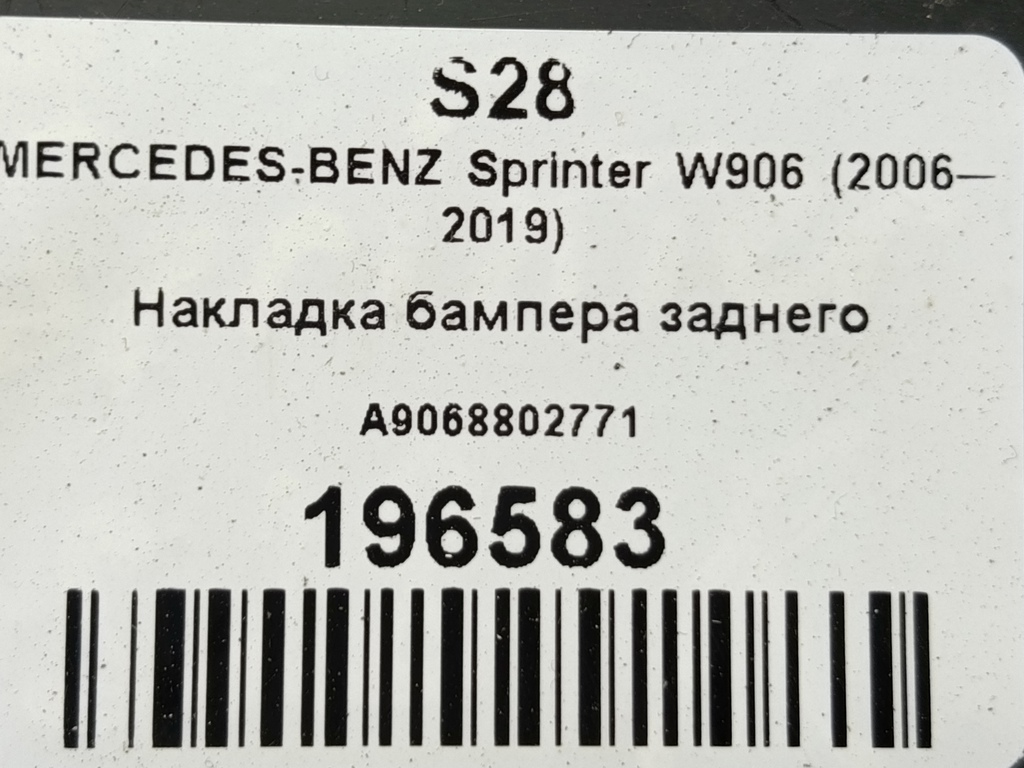 S28
MERCEDES-BENZ Sprinter W906 (2006—
2019)
Накладка бампера заднего
A9068802771
196583